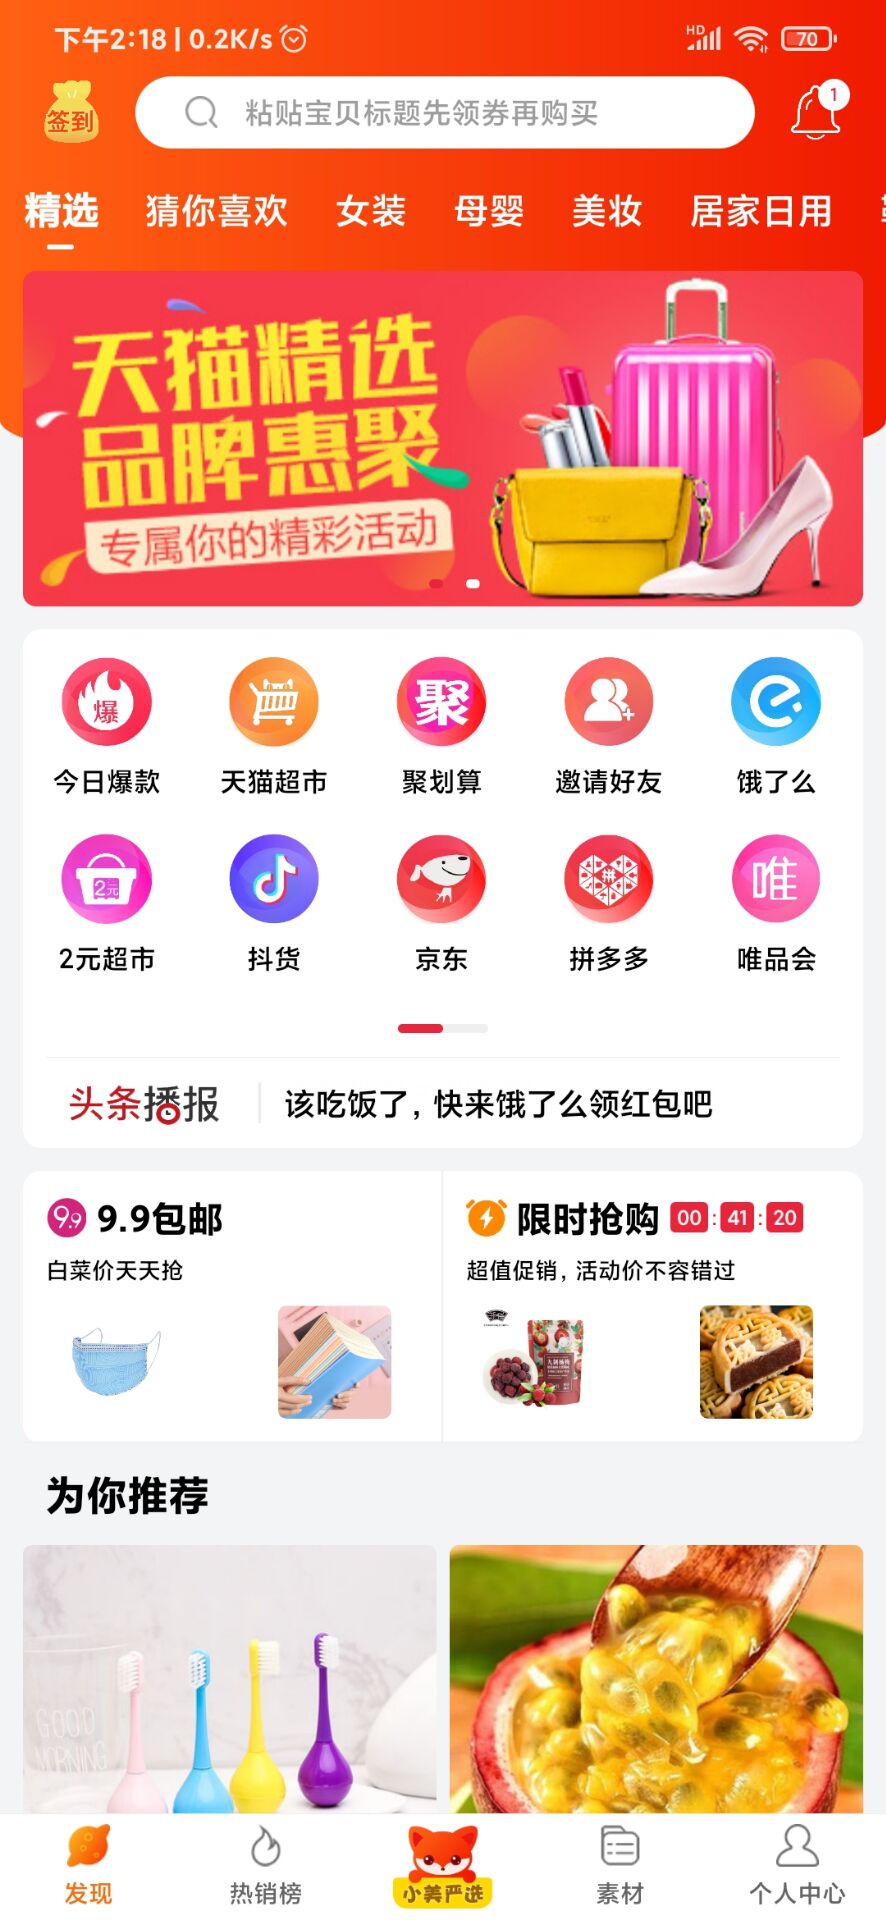 下午2:18 | 0.2K/s
HD
70
签到
粘贴宝贝标题先领券再购买
1
精选 猜你喜欢 女装 母婴 美妆 居家日用
天猫精选
品牌惠聚
专属你的精彩活动
爆
聚
今日爆款 天猫超市 聚划算 邀请好友 饿了么
2元
拼
唯
2元超市 抖货 京东 拼多多 唯品会
头条播报 该吃饭了，快来饿了么领红包吧
9.9 9.9包邮
白菜价天天抢
限时抢购 00:41:20
超值促销，活动价不容错过
为你推荐
GOOD
MORNING
发现 热销榜 小美严选 素材 个人中心